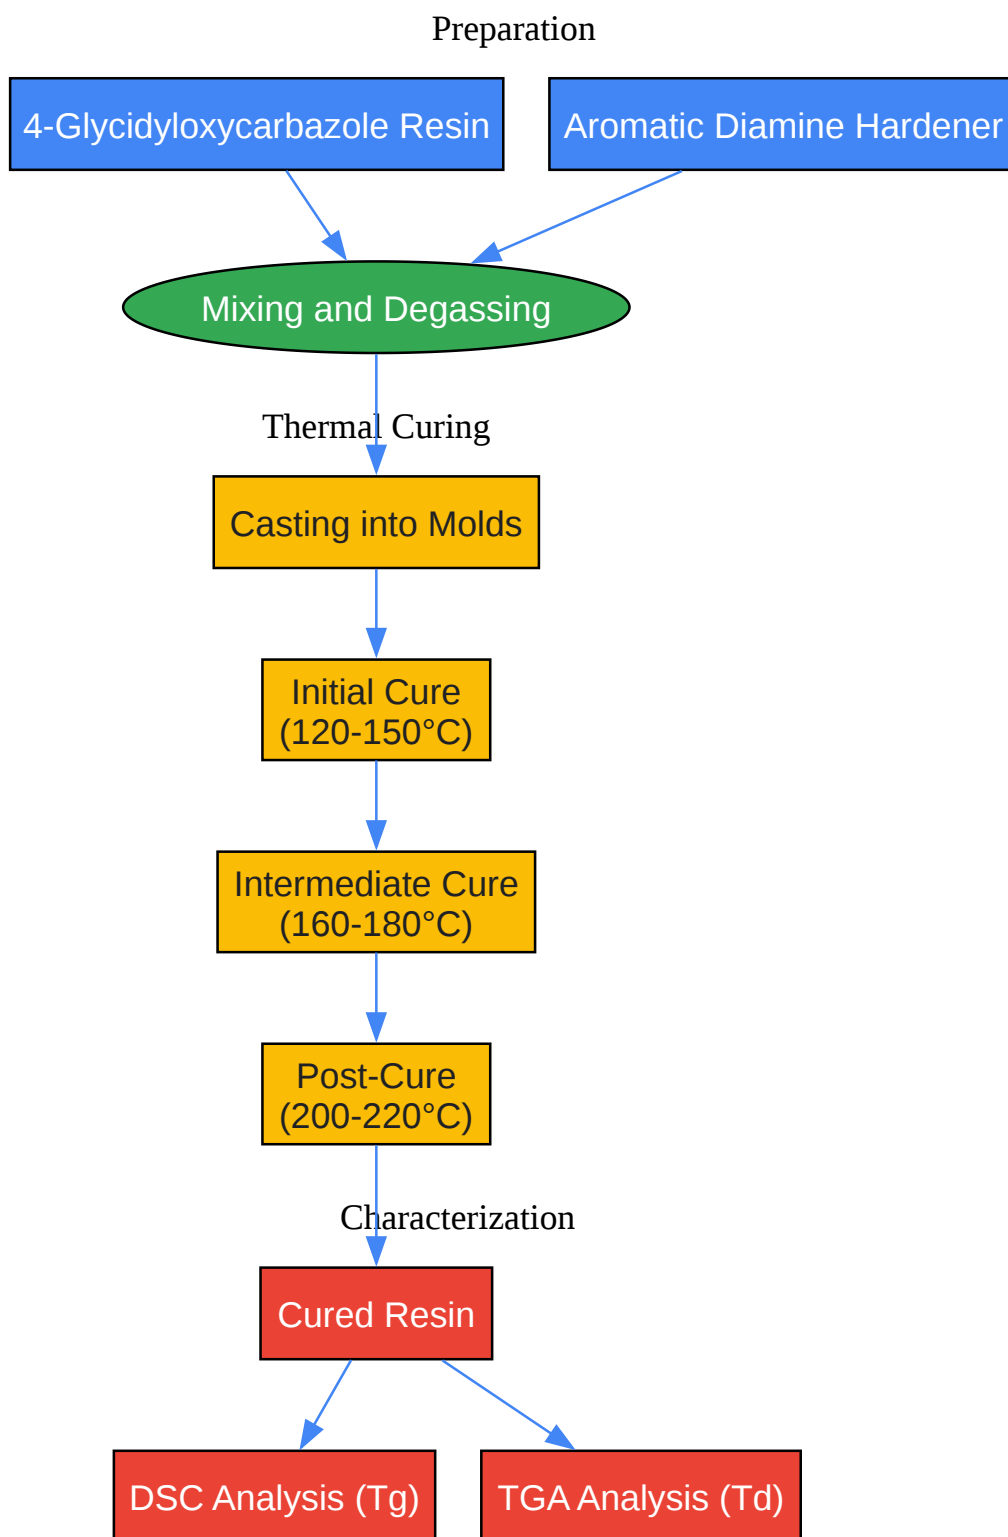 Preparation
4-Glycidyloxycarbazole Resin
Aromatic Diamine Hardener
Mixing and Degassing
Thermal Curing
Casting into Molds
Initial Cure
(120-150°C)
Intermediate Cure
(160-180°C)
Post-Cure
(200-220°C)
Characterization
Cured Resin
DSC Analysis (Tg)
TGA Analysis (Td)